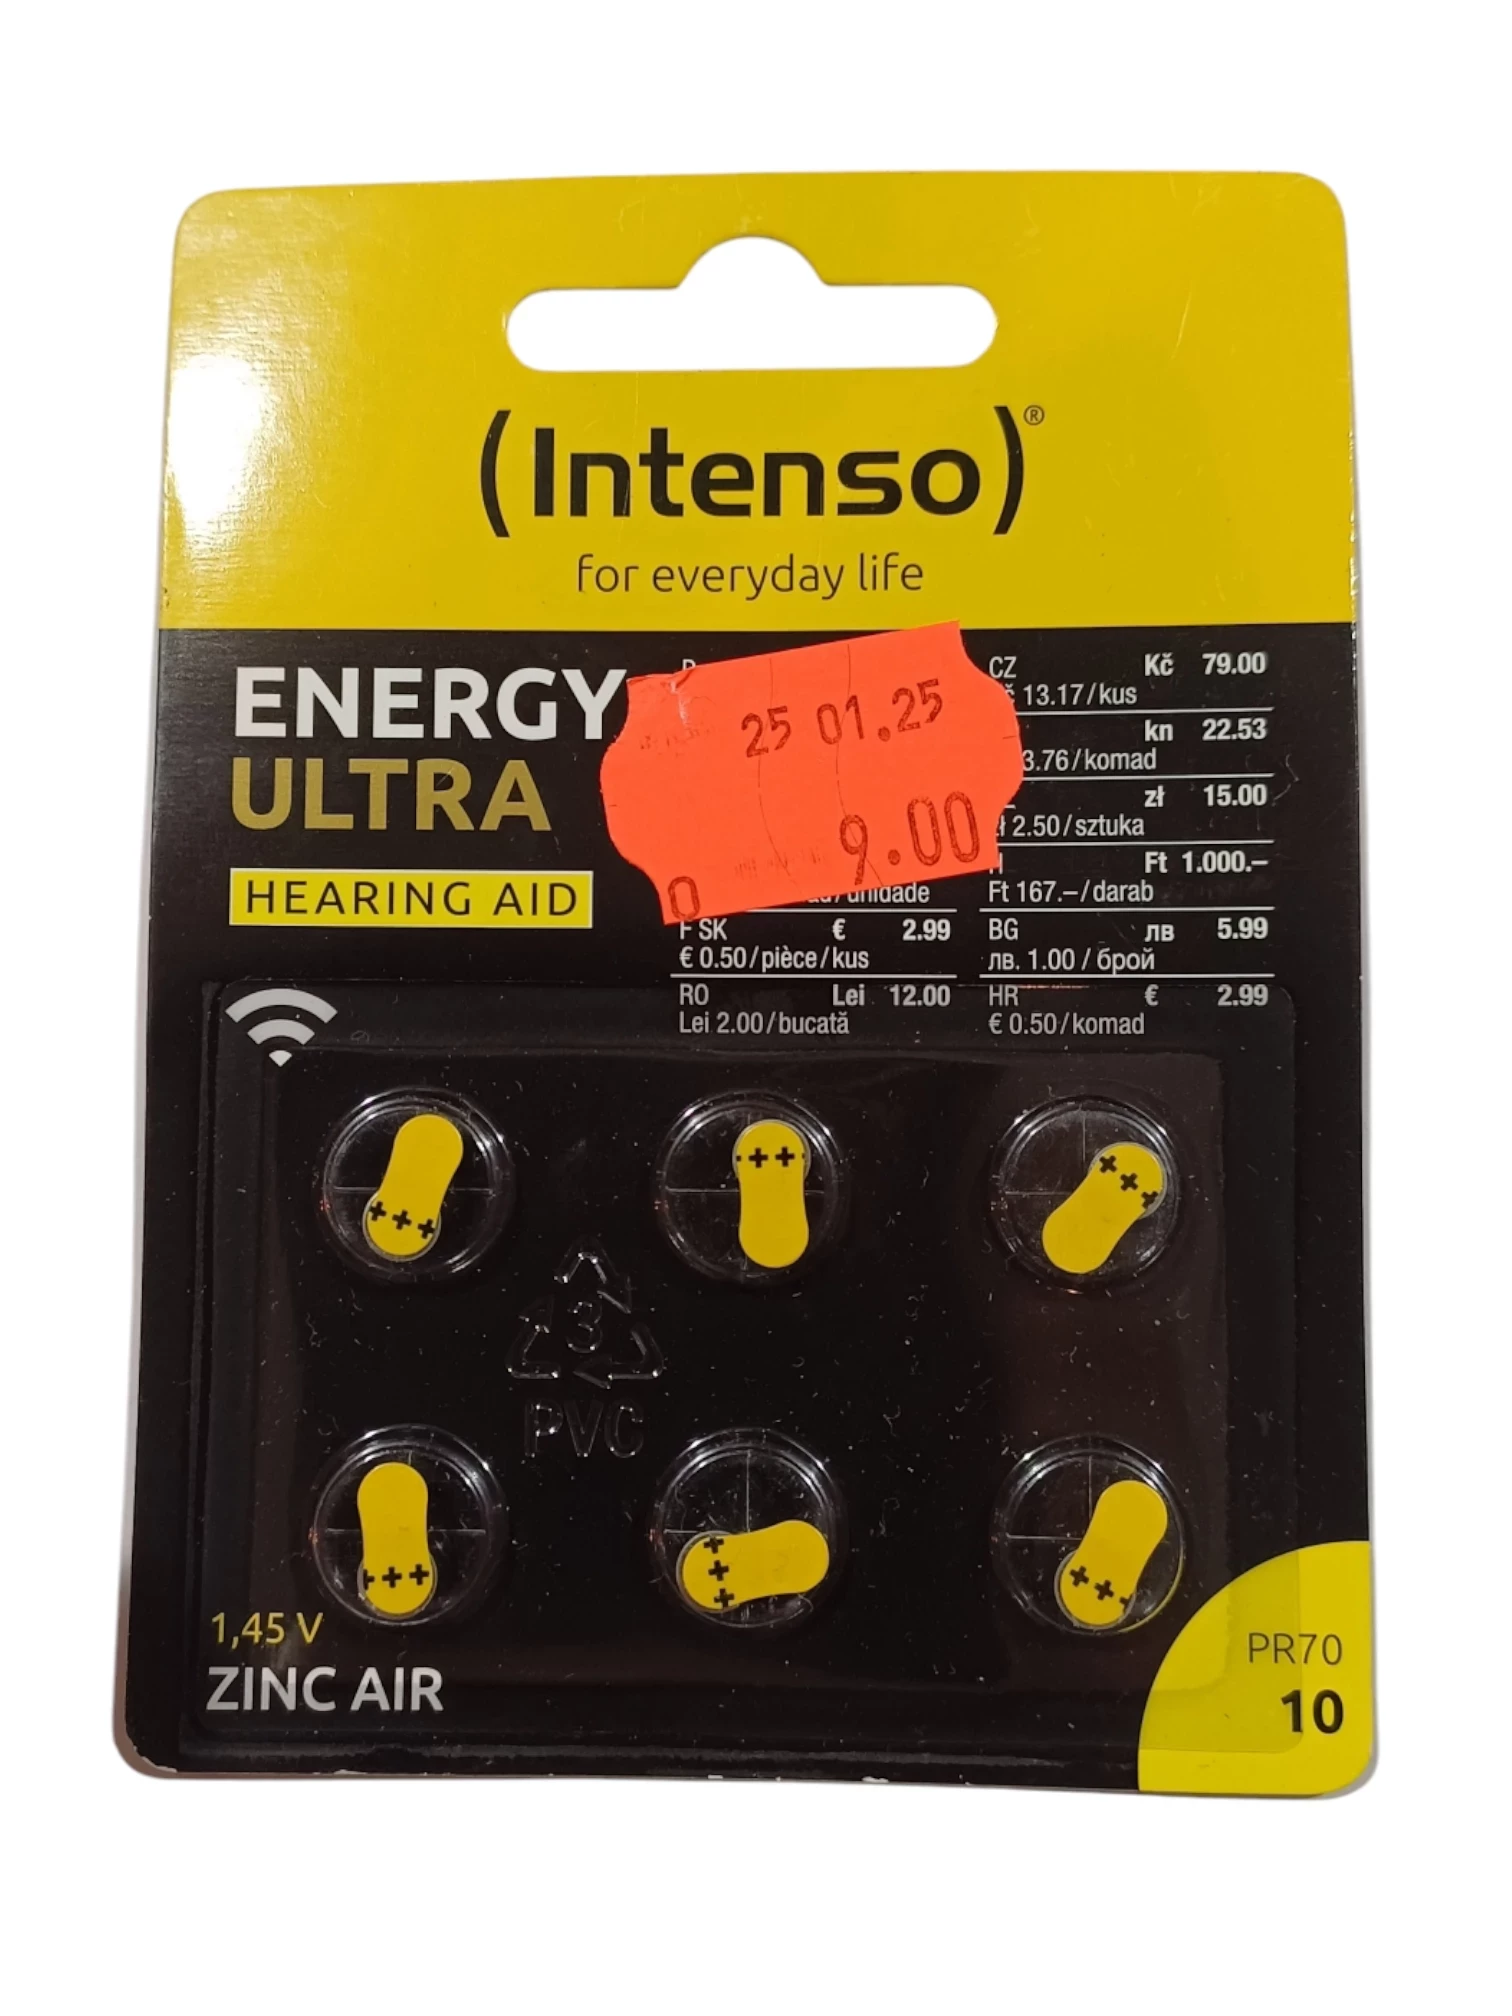 (Intenso)®
for everyday life
ENERGY
ULTRA
HEARING AID
25 01.25
9.00
0
unidade
F SK € 2.99
€ 0.50/pièce/kus
RO Lei 12.00
Lei 2.00/bucată
CZ Kč 79.00
13.17/kus
kn 22.53
3.76/komad
zł 15.00
2.50/sztuka
Ft 1.000.–
Ft 167.–/darab
BG лв 5.99
лв. 1.00 / брой
HR € 2.99
€ 0.50/komad
+++
++
+++
3
PVC
+++
+++
++
1,45 V
ZINC AIR
PR70
10